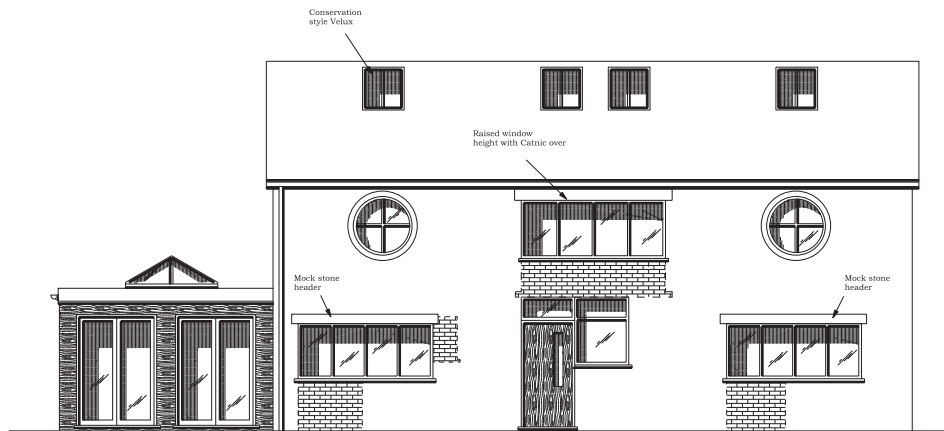 Conservation
style Velux
Raised window
height with Catnic over
Mock stone
header
Mock stone
header